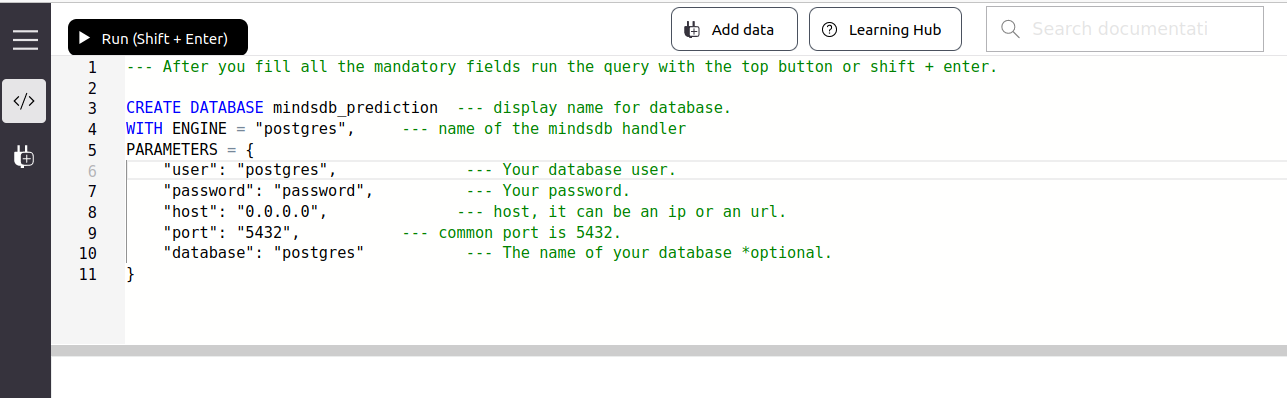 Run (Shift + Enter)
Add data
Learning Hub
Search documentati
1 --- After you fill all the mandatory fields run the query with the top button or shift + enter.
2
3 CREATE DATABASE mindsdb_prediction  --- display name for database.
4 WITH ENGINE = "postgres",     --- name of the mindsdb handler
5 PARAMETERS = {
6     "user": "postgres",              --- Your database user.
7     "password": "password",          --- Your password.
8     "host": "0.0.0.0",              --- host, it can be an ip or an url.
9     "port": "5432",           --- common port is 5432.
10     "database": "postgres"           --- The name of your database *optional.
11 }